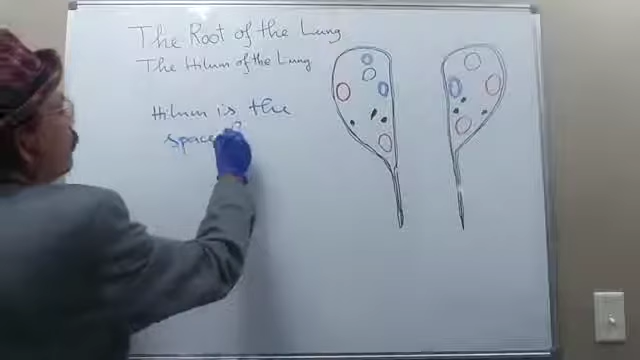 The Root of the Lung
The Hilum of the Lung
Hilum is the
space